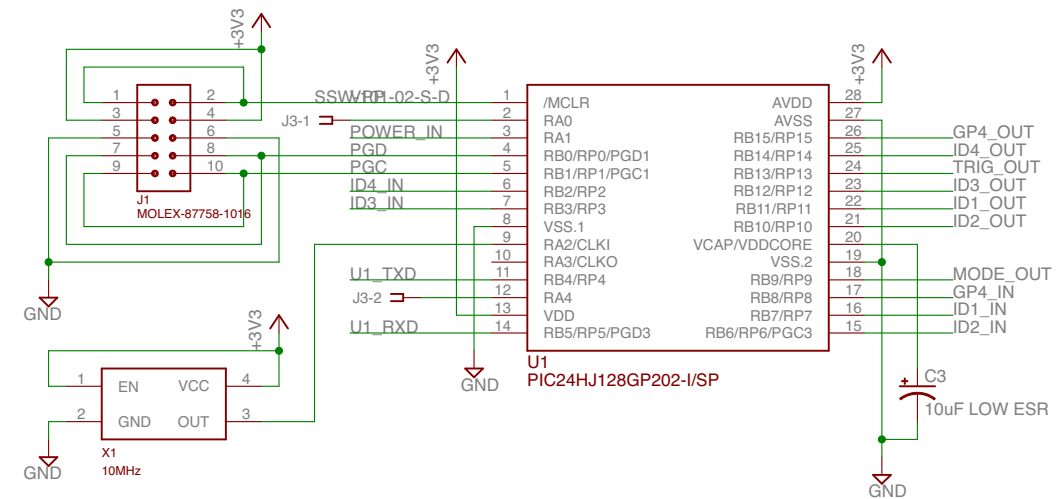 +3V3
1 2
3 4
5 6
7 8
9 10
J1
MOLEX-87758-1016
GND
+3V3
1 EN VCC 4
2 GND OUT 3
X1
10MHz
GND
+3V3
SSW-101-02-S-D
J3-1
POWER_IN
PGD
PGC
ID4_IN
ID3_IN
U1_TXD
J3-2
U1_RXD
GND
1 /MCLR AVDD 28
2 RA0 AVSS 27
3 RA1 RB15/RP15 26
4 RB0/RP0/PGD1 RB14/RP14 25
5 RB1/RP1/PGC1 RB13/RP13 24
6 RB2/RP2 RB12/RP12 23
7 RB3/RP3 RB11/RP11 22
8 VSS.1 RB10/RP10 21
9 RA2/CLKI VCAP/VDDCORE 20
10 RA3/CLKO VSS.2 19
11 RB4/RP4 RB9/RP9 18
12 RA4 RB8/RP8 17
13 VDD RB7/RP7 16
14 RB5/RP5/PGD3 RB6/RP6/PGC3 15
U1
PIC24HJ128GP202-I/SP
+3V3
GP4_OUT
ID4_OUT
TRIG_OUT
ID3_OUT
ID1_OUT
ID2_OUT
MODE_OUT
GP4_IN
ID1_IN
ID2_IN
C3
10uF LOW ESR
GND